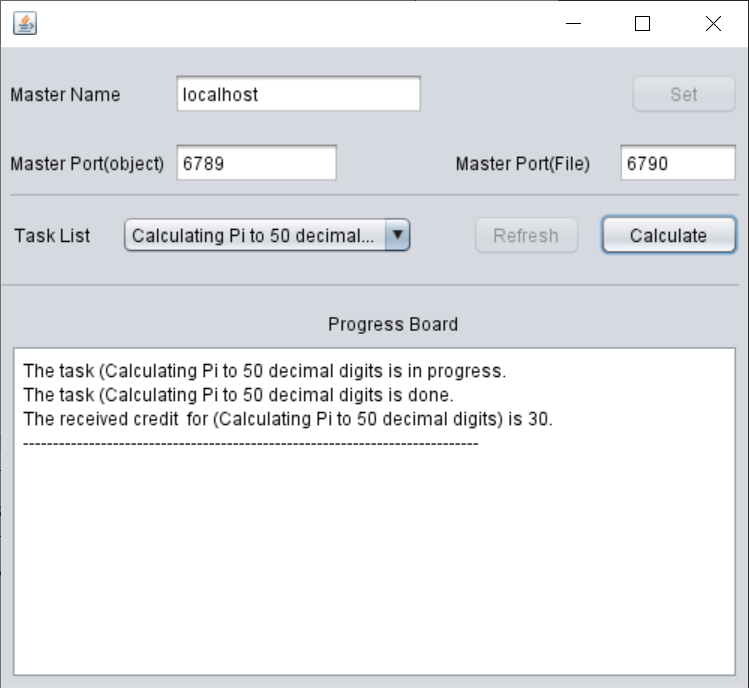 Master Name localhost Set
Master Port(object) 6789 Master Port(File) 6790
Task List Calculating Pi to 50 decimal... Refresh Calculate
Progress Board
The task (Calculating Pi to 50 decimal digits is in progress.
The task (Calculating Pi to 50 decimal digits is done.
The received credit for (Calculating Pi to 50 decimal digits) is 30.
----------------------------------------------------------------------------